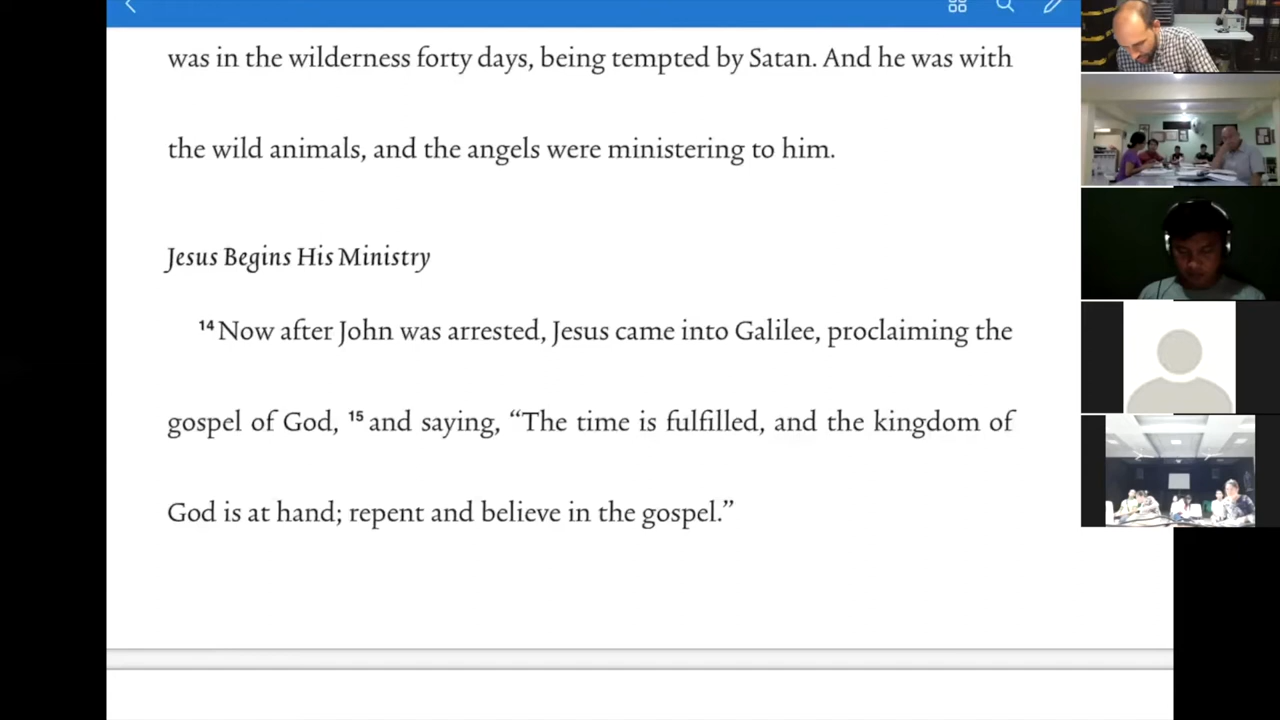 was in the wilderness forty days, being tempted by Satan. And he was with
the wild animals, and the angels were ministering to him.
Jesus Begins His Ministry
14 Now after John was arrested, Jesus came into Galilee, proclaiming the
gospel of God, 15 and saying, “The time is fulfilled, and the kingdom of
God is at hand; repent and believe in the gospel.”